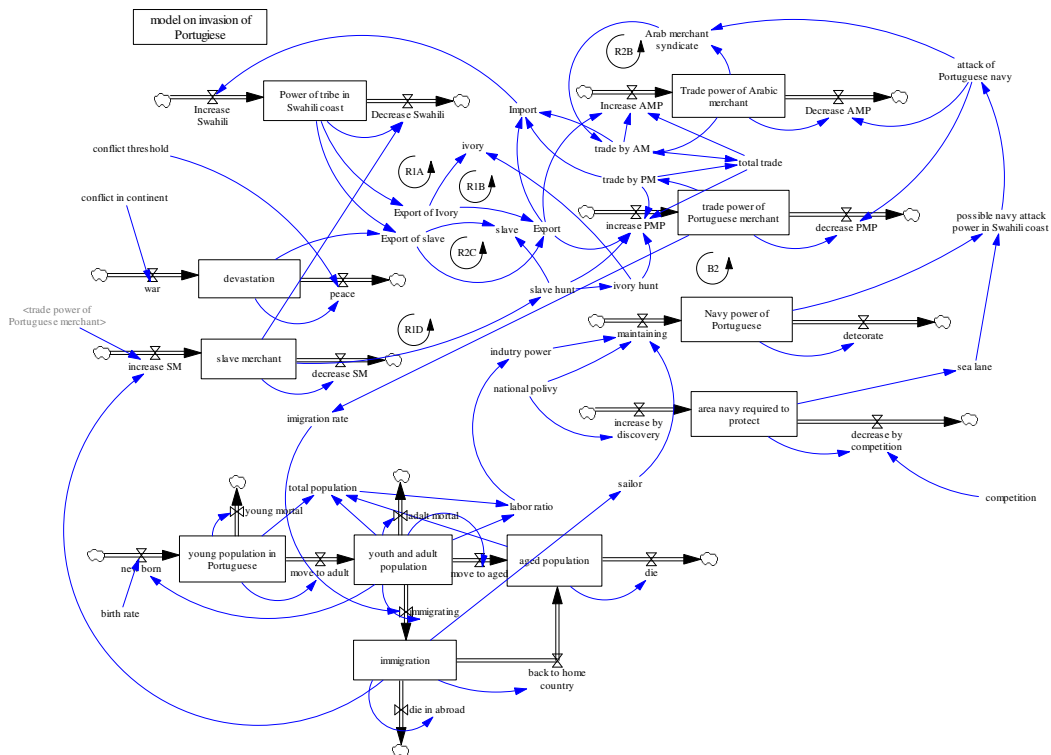 model on invasion of
Portugiese
R2B
Arab merchant
syndicate
attack of
Portuguese navy
Power of tribe in
Swahili coast
Increase
Swahili
Decrease Swahili
Import
Increase AMP
Trade power of Arabic
merchant
Decrease AMP
conflict threshold
ivory
R1A
R1B
trade by AM
total trade
trade by PM
conflict in continent
Export of Ivory
Export of slave
slave
Export
R2C
increase PMP
trade power of
Portuguese merchant
decrease PMP
possible navy attack
power in Swahili coast
devastation
war
peace
slave hunt
ivory hunt
B2
<trade power of
Portuguese merchant>
R1D
Navy power of
Portuguese
maintaining
deteorate
increase SM
slave merchant
decrease SM
indutry power
national polivy
sea lane
imigration rate
increase by
discovery
area navy required to
protect
decrease by
competition
total population
sailor
labor ratio
competition
young mortal
adalt mortal
new born
young population in
Portuguese
move to adult
youth and adult
population
move to aged
aged population
die
birth rate
immigrating
immigration
back to home
country
die in abroad